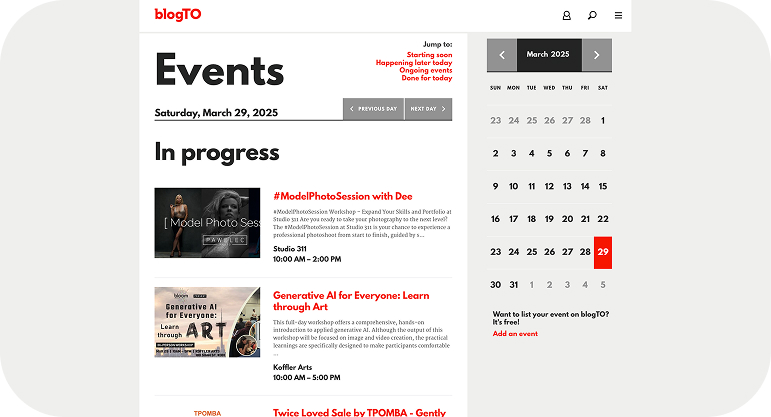 blogTO
Events
Jump to:
Starting soon
Happening later today
Ongoing events
Done for today
Saturday, March 29, 2025
PREVIOUS DAY
NEXT DAY
In progress
[ Model Photo Sess
PAWELEC
#ModelPhotoSession with Dee
#ModelPhotoSession Workshop – Expand Your Skills and Portfolio at
Studio 311 Are you ready to take your photography to the next level?
The #ModelPhotoSession at Studio 311 is your chance to experience a
professional photoshoot from start to finish, guided by s...
Studio 311
10:00 AM – 2:00 PM
bloom
Generative AI
for Everyone:
Learn
through
ART
Generative AI for Everyone: Learn
through Art
This full-day workshop offers a comprehensive, hands-on
introduction to applied generative AI. Although the output of this
workshop will be focused on image and video creation, the practical
learnings are specifically designed to make participants comfortable
...
Koffler Arts
10:00 AM – 5:00 PM
TPOMBA
Twice Loved Sale by TPOMBA - Gently
March 2025
SUN MON TUE WED THU FRI SAT
23 24 25 26 27 28 1
2 3 4 5 6 7 8
9 10 11 12 13 14 15
16 17 18 19 20 21 22
23 24 25 26 27 28 29
30 31 1 2 3 4 5
Want to list your event on blogTO?
It's free!
Add an event